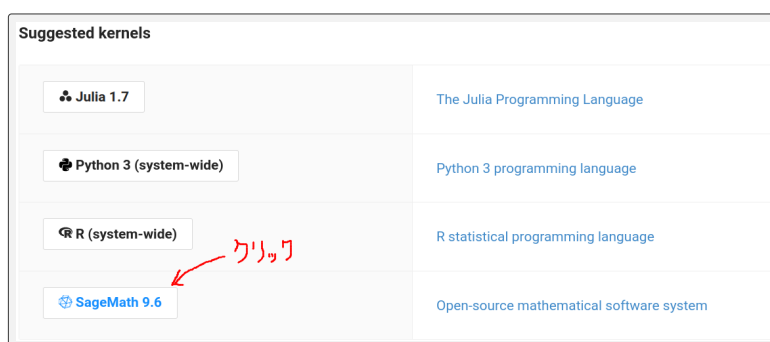 Suggested kernels
Julia 1.7
The Julia Programming Language
Python 3 (system-wide)
Python 3 programming language
R (system-wide)
R statistical programming language
クリック
SageMath 9.6
Open-source mathematical software system